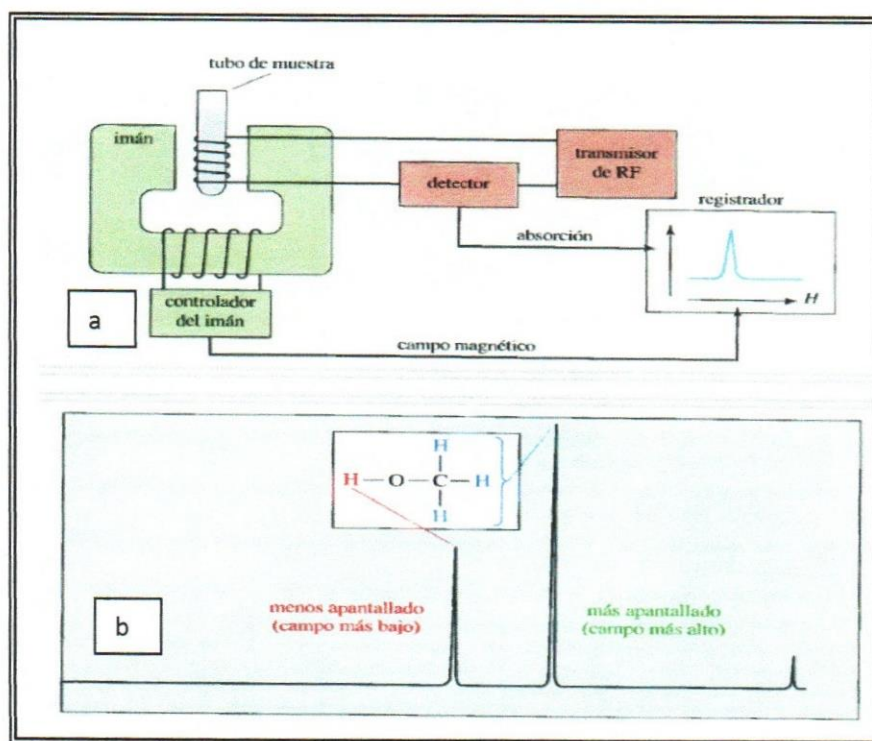 tubo de muestra
imán
transmisor
de RF
detector
registrador
absorción
H
controlador
del imán
a
campo magnético
H
H — O — C — H
H
menos apantallado
(campo más bajo)
más apantallado
(campo más alto)
b